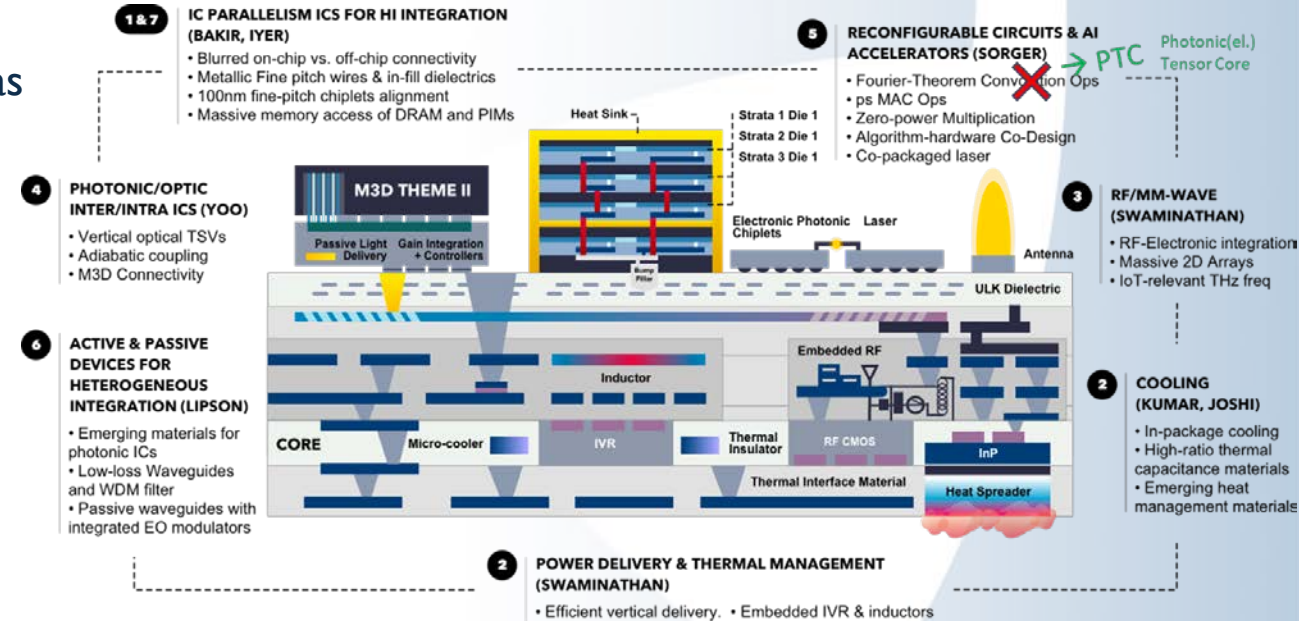 as
1&7
IC PARALLELISM ICS FOR HI INTEGRATION
(BAKIR, IYER)
• Blurred on-chip vs. off-chip connectivity
• Metallic Fine pitch wires & in-fill dielectrics
• 100nm fine-pitch chiplets alignment
• Massive memory access of DRAM and PIMs
5
RECONFIGURABLE CIRCUITS & AI
ACCELERATORS (SORGER)
• Fourier-Theorem Convolution Ops
• ps MAC Ops
• Zero-power Multiplication
• Algorithm-hardware Co-Design
• Co-packaged laser
→ PTC
Photonic(el.)
Tensor Core
4
PHOTONIC/OPTIC
INTER/INTRA ICS (YOO)
• Vertical optical TSVs
• Adiabatic coupling
• M3D Connectivity
3
RF/MM-WAVE
(SWAMINATHAN)
• RF-Electronic integration
• Massive 2D Arrays
• IoT-relevant THz freq
6
ACTIVE & PASSIVE
DEVICES FOR
HETEROGENEOUS
INTEGRATION (LIPSON)
• Emerging materials for
photonic ICs
• Low-loss Waveguides
and WDM filter
• Passive waveguides with
integrated EO modulators
2
COOLING
(KUMAR, JOSHI)
• In-package cooling
• High-ratio thermal
capacitance materials
• Emerging heat
management materials
Heat Sink
Strata 1 Die 1
Strata 2 Die 1
Strata 3 Die 1
M3D THEME II
Passive Light
Delivery
Gain Integration
+ Controllers
Bump
Pillar
Electronic Photonic
Chiplets
Laser
Antenna
ULK Dielectric
Inductor
Embedded RF
CORE
Micro-cooler
IVR
Thermal
Insulator
RF CMOS
InP
Thermal Interface Material
Heat Spreader
2
POWER DELIVERY & THERMAL MANAGEMENT
(SWAMINATHAN)
• Efficient vertical delivery. • Embedded IVR & inductors